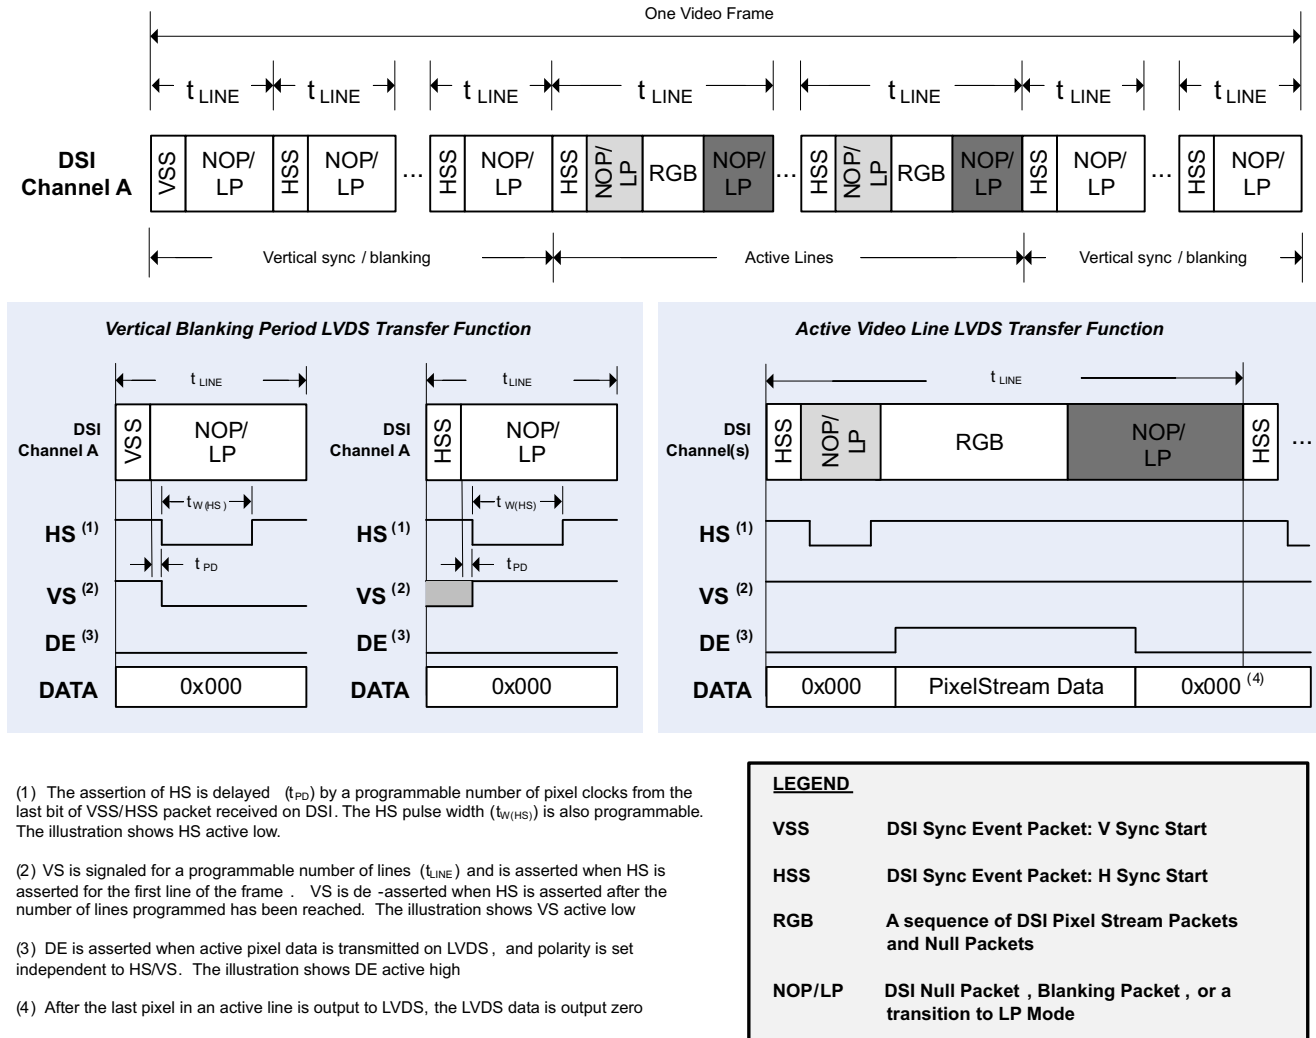 One Video Frame
t LINE t LINE t LINE t LINE t LINE t LINE t LINE
DSI
Channel A
VSS NOP/ LP HSS NOP/ LP ... HSS NOP/ LP HSS NOP/ LP RGB NOP/ LP ... HSS NOP/ LP RGB NOP/ LP HSS NOP/ LP ... HSS NOP/ LP
Vertical sync / blanking Active Lines Vertical sync / blanking
Vertical Blanking Period LVDS Transfer Function
t LINE t LINE
DSI
Channel A
VSS NOP/ LP
DSI
Channel A
HSS NOP/ LP
t W(HS) t W(HS)
HS (1) HS (1)
t PD t PD
VS (2) VS (2)
DE (3) DE (3)
DATA 0x000 DATA 0x000
Active Video Line LVDS Transfer Function
t LINE
DSI
Channel(s)
HSS NOP/ LP RGB NOP/ LP HSS ...
HS (1)
VS (2)
DE (3)
DATA 0x000 PixelStream Data 0x000 (4)
(1) The assertion of HS is delayed (tPD) by a programmable number of pixel clocks from the
last bit of VSS/HSS packet received on DSI. The HS pulse width (tW(HS)) is also programmable.
The illustration shows HS active low.
(2) VS is signaled for a programmable number of lines (tLINE) and is asserted when HS is
asserted for the first line of the frame . VS is de -asserted when HS is asserted after the
number of lines programmed has been reached. The illustration shows VS active low
(3) DE is asserted when active pixel data is transmitted on LVDS , and polarity is set
independent to HS/VS. The illustration shows DE active high
(4) After the last pixel in an active line is output to LVDS, the LVDS data is output zero
LEGEND
VSS DSI Sync Event Packet: V Sync Start
HSS DSI Sync Event Packet: H Sync Start
RGB A sequence of DSI Pixel Stream Packets
and Null Packets
NOP/LP DSI Null Packet , Blanking Packet , or a
transition to LP Mode